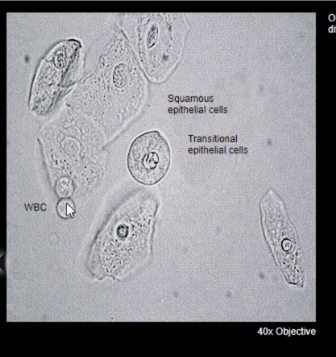 Squamous
epithelial cells
Transitional
epithelial cells
WBC
40x Objective